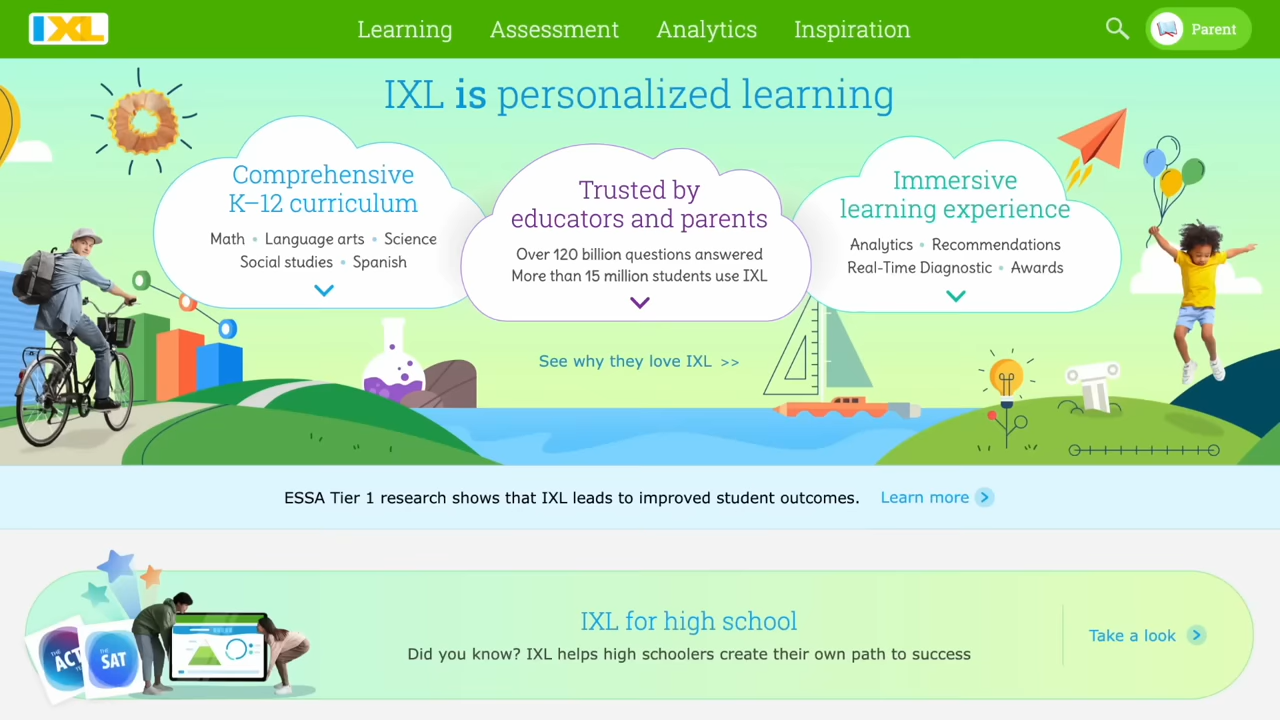 IXL
Learning
Assessment
Analytics
Inspiration
Parent
IXL is personalized learning
Comprehensive
K–12 curriculum
Math • Language arts • Science
Social studies • Spanish
Trusted by
educators and parents
Over 120 billion questions answered
More than 15 million students use IXL
Immersive
learning experience
Analytics • Recommendations
Real-Time Diagnostic • Awards
See why they love IXL >>
ESSA Tier 1 research shows that IXL leads to improved student outcomes. Learn more
THE ACT
THE SAT
IXL for high school
Did you know? IXL helps high schoolers create their own path to success
Take a look